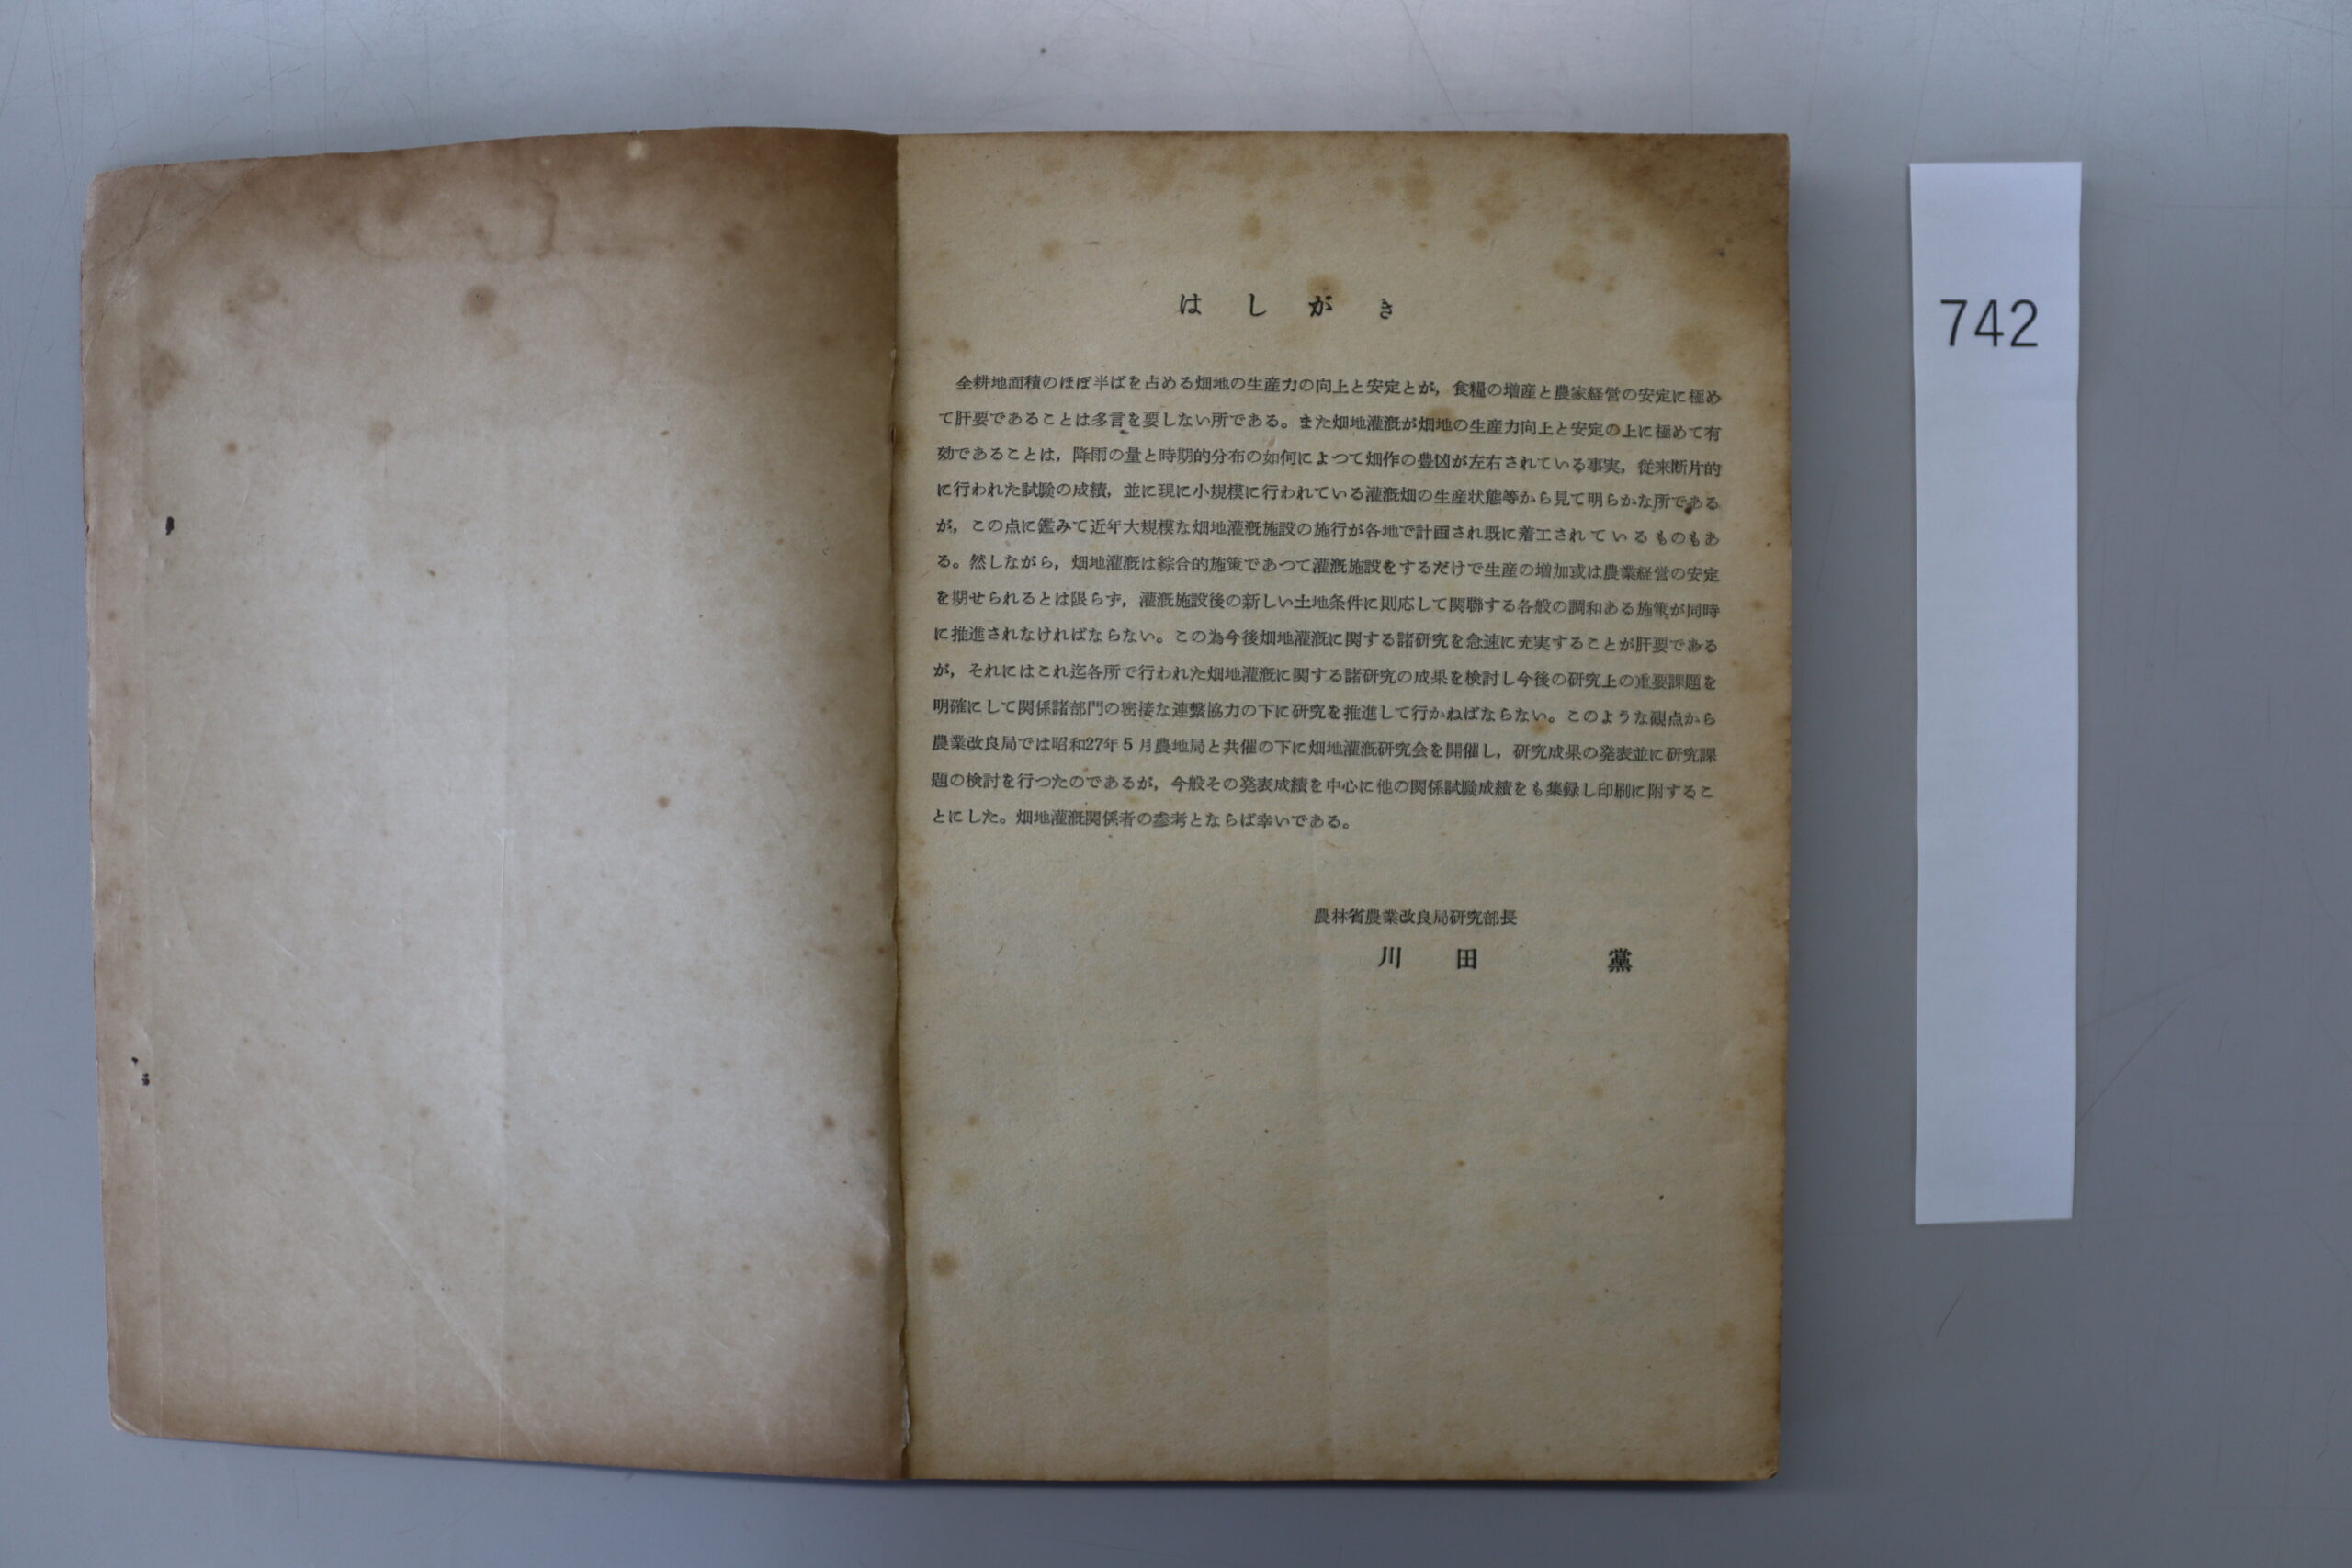 はしがき
全耕地面積のほぼ半ばを占める畑地の生産力の向上と安定とが，食糧の増産と農家経営の安定に極め
て肝要であることは多言を要しない所である。また畑地灌漑が畑地の生産力向上と安定の上に極めて有
効であることは，降雨の量と時期的分布の如何によつて畑作の豊凶が左右されている事実，従来断片的
に行われた試験の成績，並に現に小規模に行われている灌漑畑の生産状態等から見て明らかな所である
が，この点に鑑みて近年大規模な畑地灌漑施設の施行が各地で計画され既に着工されているものもあ
る。然しながら，畑地灌漑は綜合的施策であつて灌漑施設をするだけで生産の増加或は農業経営の安定
を期せられるとは限らず，灌漑施設後の新しい土地条件に則応して関聯する各般の調和ある施策が同時
に推進されなければならない。この為今後畑地灌漑に関する諸研究を急速に充実することが肝要である
が，それにはこれ迄各所で行われた畑地灌漑に関する諸研究の成果を検討し今後の研究上の重要課題を
明確にして関係諸部門の密接な連繫協力の下に研究を推進して行かねばならない。このような観点から
農業改良局では昭和27年5月農地局と共催の下に畑地灌漑研究会を開催し，研究成果の発表並に研究課
題の検討を行つたのであるが，今般その発表成績を中心に他の関係試験成績をも集録し印刷に附するこ
とにした。畑地灌漑関係者の参考とならば幸いである。
農林省農業改良局研究部長
川田 黨
742